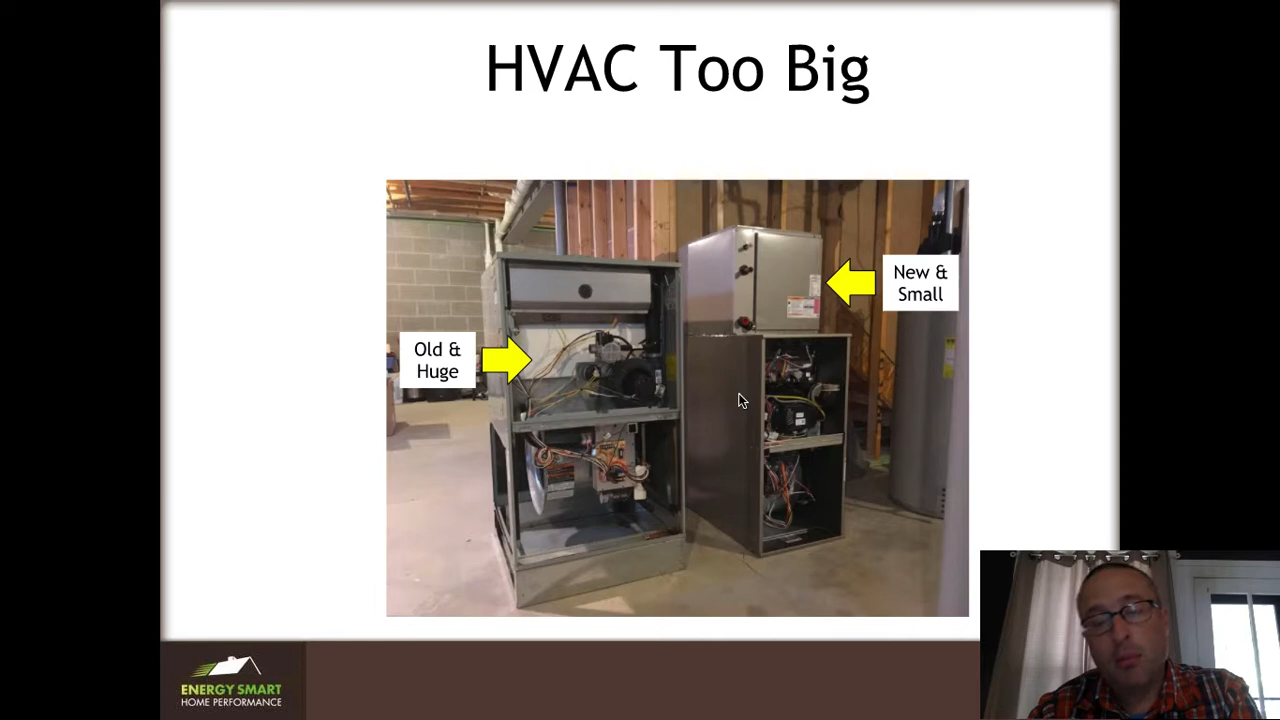 HVAC Too Big
Old &
Huge
New &
Small
ENERGY SMART
HOME PERFORMANCE